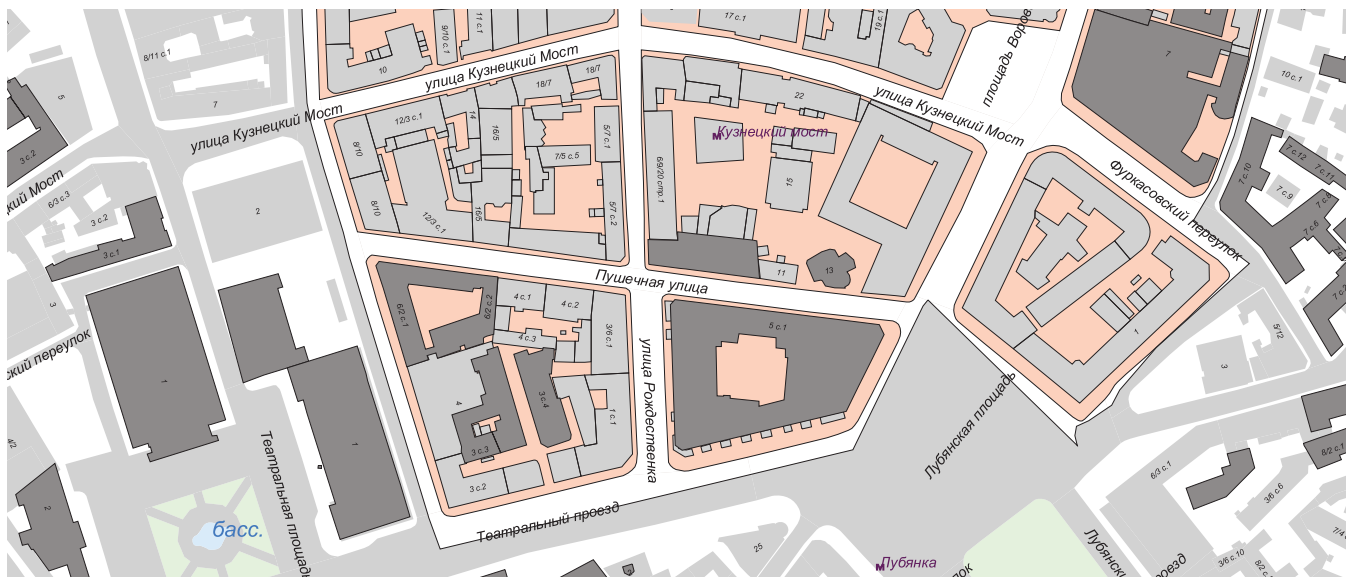 17 с.1
19 с.1
площадь Воров
11 с.1
9/10 с.1
8/11 с.1
7
10
улица Кузнецкий Мост
18/7
18/7
7
10 с.1
5
7
улица Кузнецкий Мост
22
улица Кузнецкий Мост
12/3 с.1
14
16/5
5/7 с.1
Кузнецкий мост
3 с.2
8/10
7/5 с.5
6/9/20 стр.1
15
Фуркасовский переулок
7 с.12
7 с.11
7 с.10
7 с.9
7 с.6
кий Мост
6/3 с.3
3 с.2
3 с.1
2
8/10
12/3 с.1
16/5
5/7 с.2
11
13
Пушечная улица
3
1
6/2 с.1
6/2 с.2
4 с.1
4 с.2
4 с.3
3/6 с.1
5 с.1
1
5/12
3
ский переулок
1
4
3 с.4
1 с.1
улица Рождественка
Лубянская площадь
4/2
Театральная площадь
3 с.3
3 с.2
Театральный проезд
басс.
2
25
Лубянка
6/3 с.1
8/2 с.1
3/6 с.6
3/6 с.10